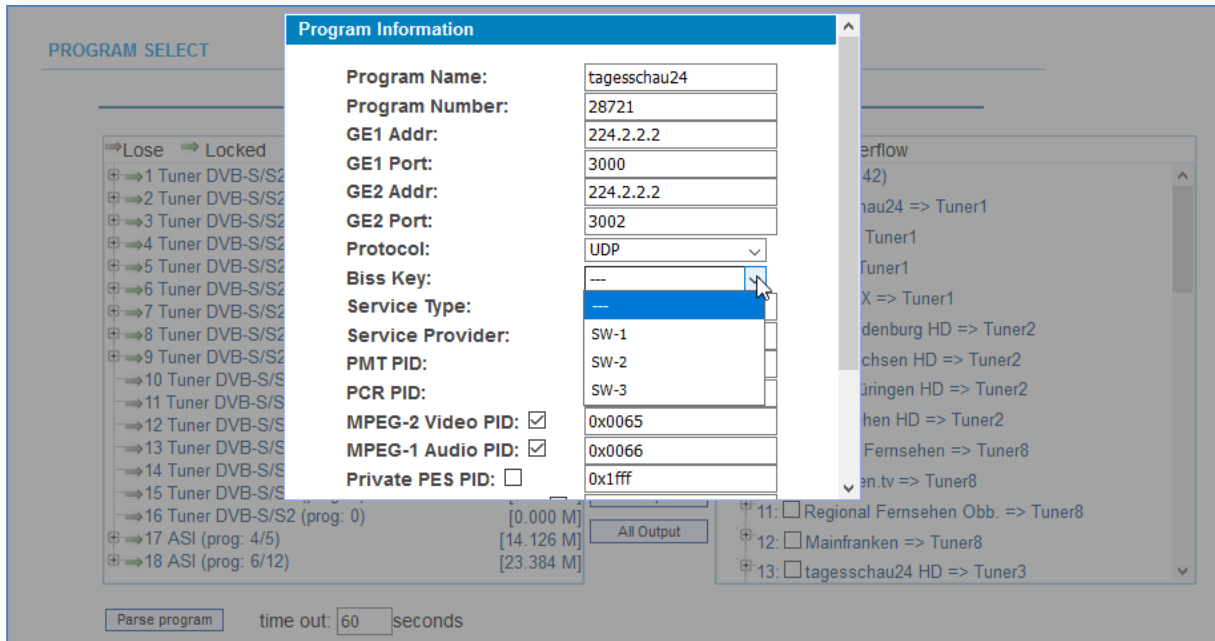 Program Information
PROGRAM SELECT
Program Name: tagesschau24
Program Number: 28721
GE1 Addr: 224.2.2.2
GE1 Port: 3000
GE2 Addr: 224.2.2.2
GE2 Port: 3002
Protocol: UDP
Biss Key: ---
---
Service Type:
SW-1
Service Provider:
SW-2
PMT PID:
SW-3
PCR PID:
MPEG-2 Video PID: 0x0065
MPEG-1 Audio PID: 0x0066
Private PES PID: 0x1fff
Lose Locked
1 Tuner DVB-S/S2
2 Tuner DVB-S/S2
3 Tuner DVB-S/S2
4 Tuner DVB-S/S2
5 Tuner DVB-S/S2
6 Tuner DVB-S/S2
7 Tuner DVB-S/S2
8 Tuner DVB-S/S2
9 Tuner DVB-S/S2
10 Tuner DVB-S/S
11 Tuner DVB-S/S
12 Tuner DVB-S/S
13 Tuner DVB-S/S
14 Tuner DVB-S/S
15 Tuner DVB-S/S2
16 Tuner DVB-S/S2 (prog: 0) [0.000 M]
17 ASI (prog: 4/5) [14.126 M]
18 ASI (prog: 6/12) [23.384 M]
All Output
erflow
42)
hau24 => Tuner1
Tuner1
Tuner1
X => Tuner1
denburg HD => Tuner2
chsen HD => Tuner2
üringen HD => Tuner2
hen HD => Tuner2
Fernsehen => Tuner8
en.tv => Tuner8
11: Regional Fernsehen Obb. => Tuner8
12: Mainfranken => Tuner8
13: tagesschau24 HD => Tuner3
Parse program time out: 60 seconds